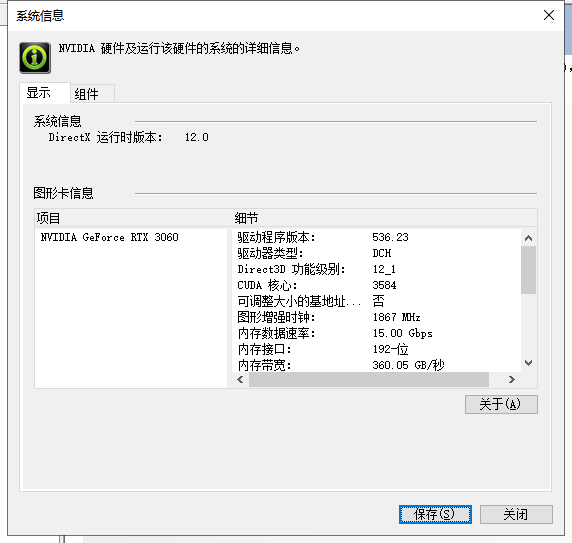 系统信息
NVIDIA 硬件及运行该硬件的系统的详细信息。
显示
组件
系统信息
DirectX 运行时版本: 12.0
图形卡信息
项目 细节
NVIDIA GeForce RTX 3060
驱动程序版本: 536.23
驱动器类型: DCH
Direct3D 功能级别: 12_1
CUDA 核心: 3584
可调整大小的基地址... 否
图形增强时钟: 1867 MHz
内存数据速率: 15.00 Gbps
内存接口: 192-位
内存带宽: 360.05 GB/秒
关于(A)
保存(S)
关闭